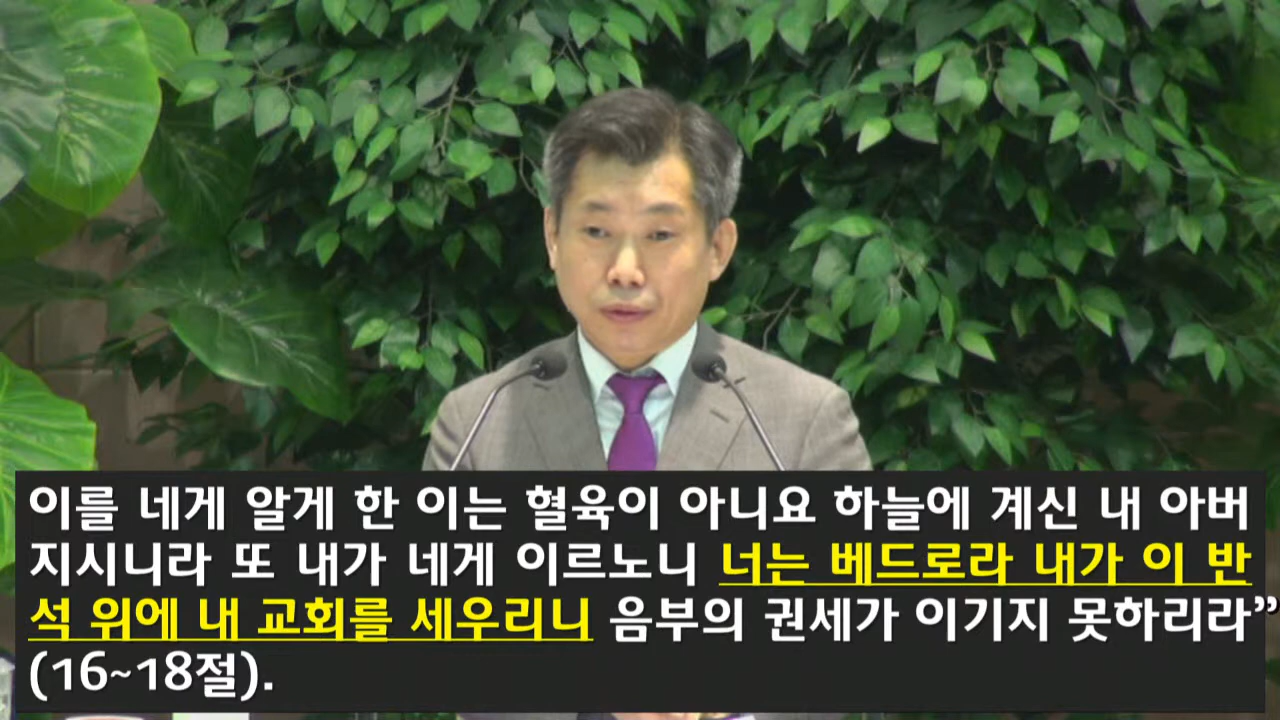 이를 네게 알게 한 이는 혈육이 아니요 하늘에 계신 내 아버
지시니라 또 내가 네게 이르노니 너는 베드로라 내가 이 반
석 위에 내 교회를 세우리니 음부의 권세가 이기지 못하리라”
(16~18절).